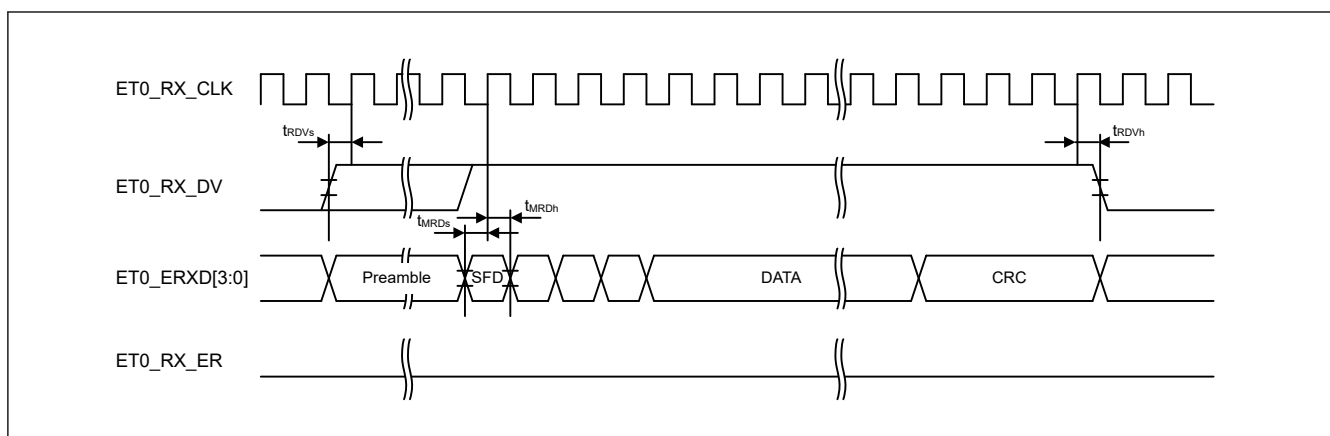 ET0_RX_CLK
tRDVs
tRDVh
ET0_RX_DV
tMRDh
tMRDs
ET0_ERXD[3:0]
Preamble
SFD
DATA
CRC
ET0_RX_ER